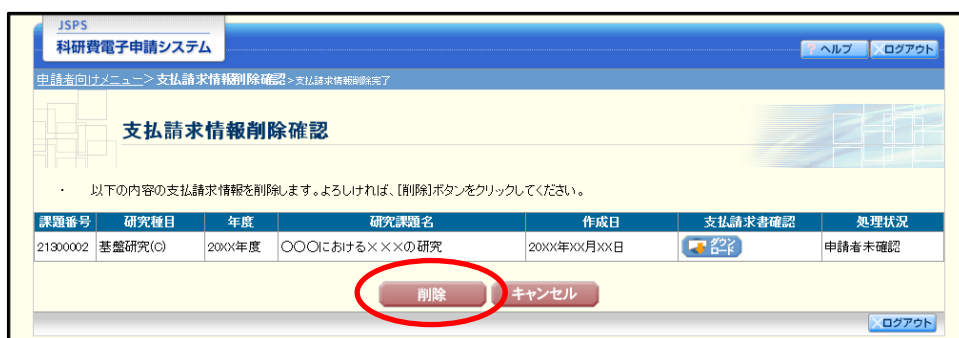 JSPS
科研費電子申請システム
? ヘルプ ログアウト
申請者向けメニュー>支払請求情報削除確認>支払請求情報削除完了
支払請求情報削除確認
・ 以下の内容の支払請求情報を削除します。よろしければ、[削除]ボタンをクリックしてください。
課題番号 研究種目 年度 研究課題名 作成日 支払請求書確認 処理状況
21300002 基盤研究(C) 20XX年度 〇〇〇における×××の研究 20XX年XX月XX日 ダウンロード 申請者未確認
削除 キャンセル
ログアウト